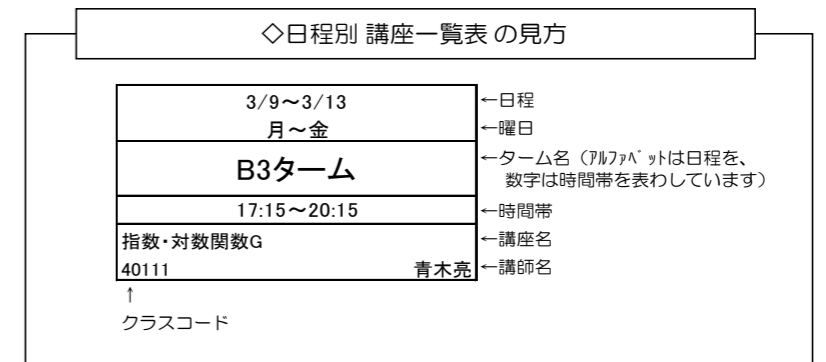 ◇日程別 講座一覧表 の見方
3/9～3/13 ←日程
月～金 ←曜日
B3ターム ←ターム名（ｱﾙﾌｧﾍﾞｯﾄは日程を、
数字は時間帯を表わしています）
17:15～20:15 ←時間帯
指数・対数関数G ←講座名
40111 青木亮 ←講師名
↑
クラスコード